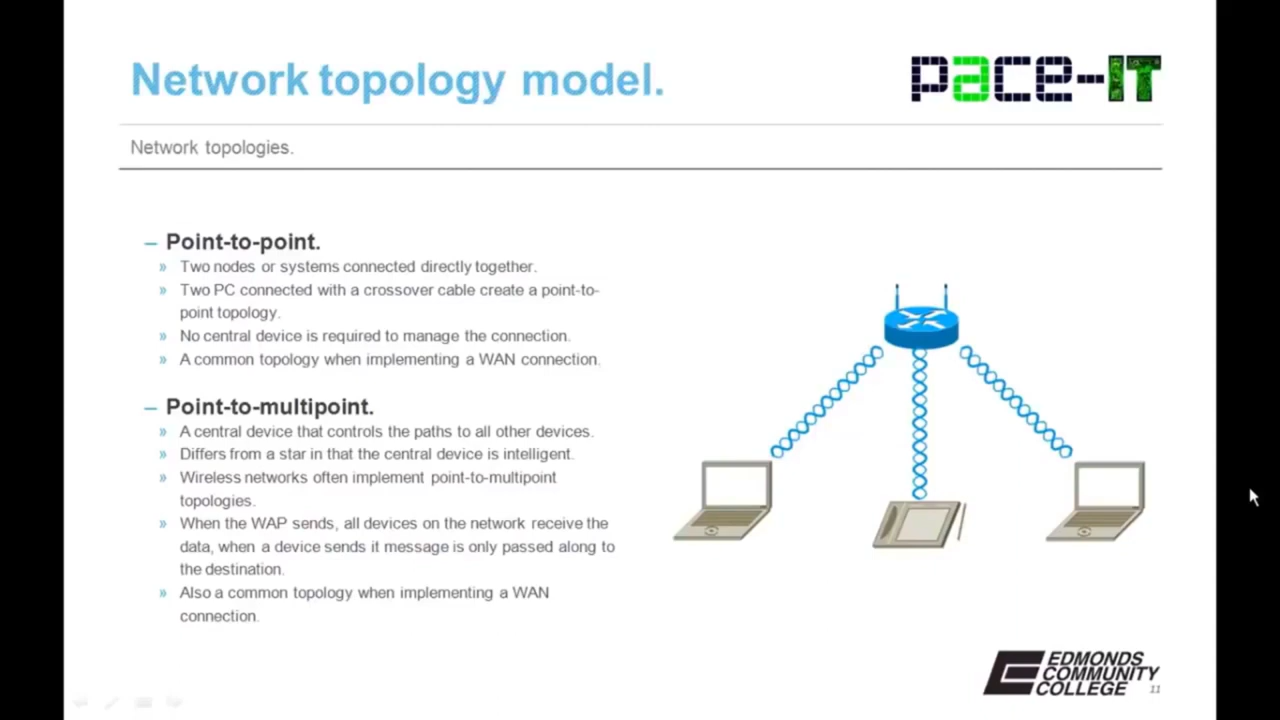 Network topology model.
pace-IT
Network topologies.
– Point-to-point.
» Two nodes or systems connected directly together.
» Two PC connected with a crossover cable create a point-to-
point topology.
» No central device is required to manage the connection.
» A common topology when implementing a WAN connection.
– Point-to-multipoint.
» A central device that controls the paths to all other devices.
» Differs from a star in that the central device is intelligent.
» Wireless networks often implement point-to-multipoint
topologies.
» When the WAP sends, all devices on the network receive the
data, when a device sends it message is only passed along to
the destination.
» Also a common topology when implementing a WAN
connection.
EDMONDS
COMMUNITY
COLLEGE
11